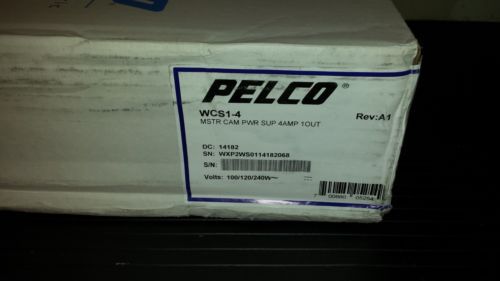 PELCO®
WCS1-4
MSTR CAM PWR SUP 4AMP 1OUT
Rev:A1
DC: 14182
SN: WXP2WS0114182068
S/N:
Volts: 100/120/240W~